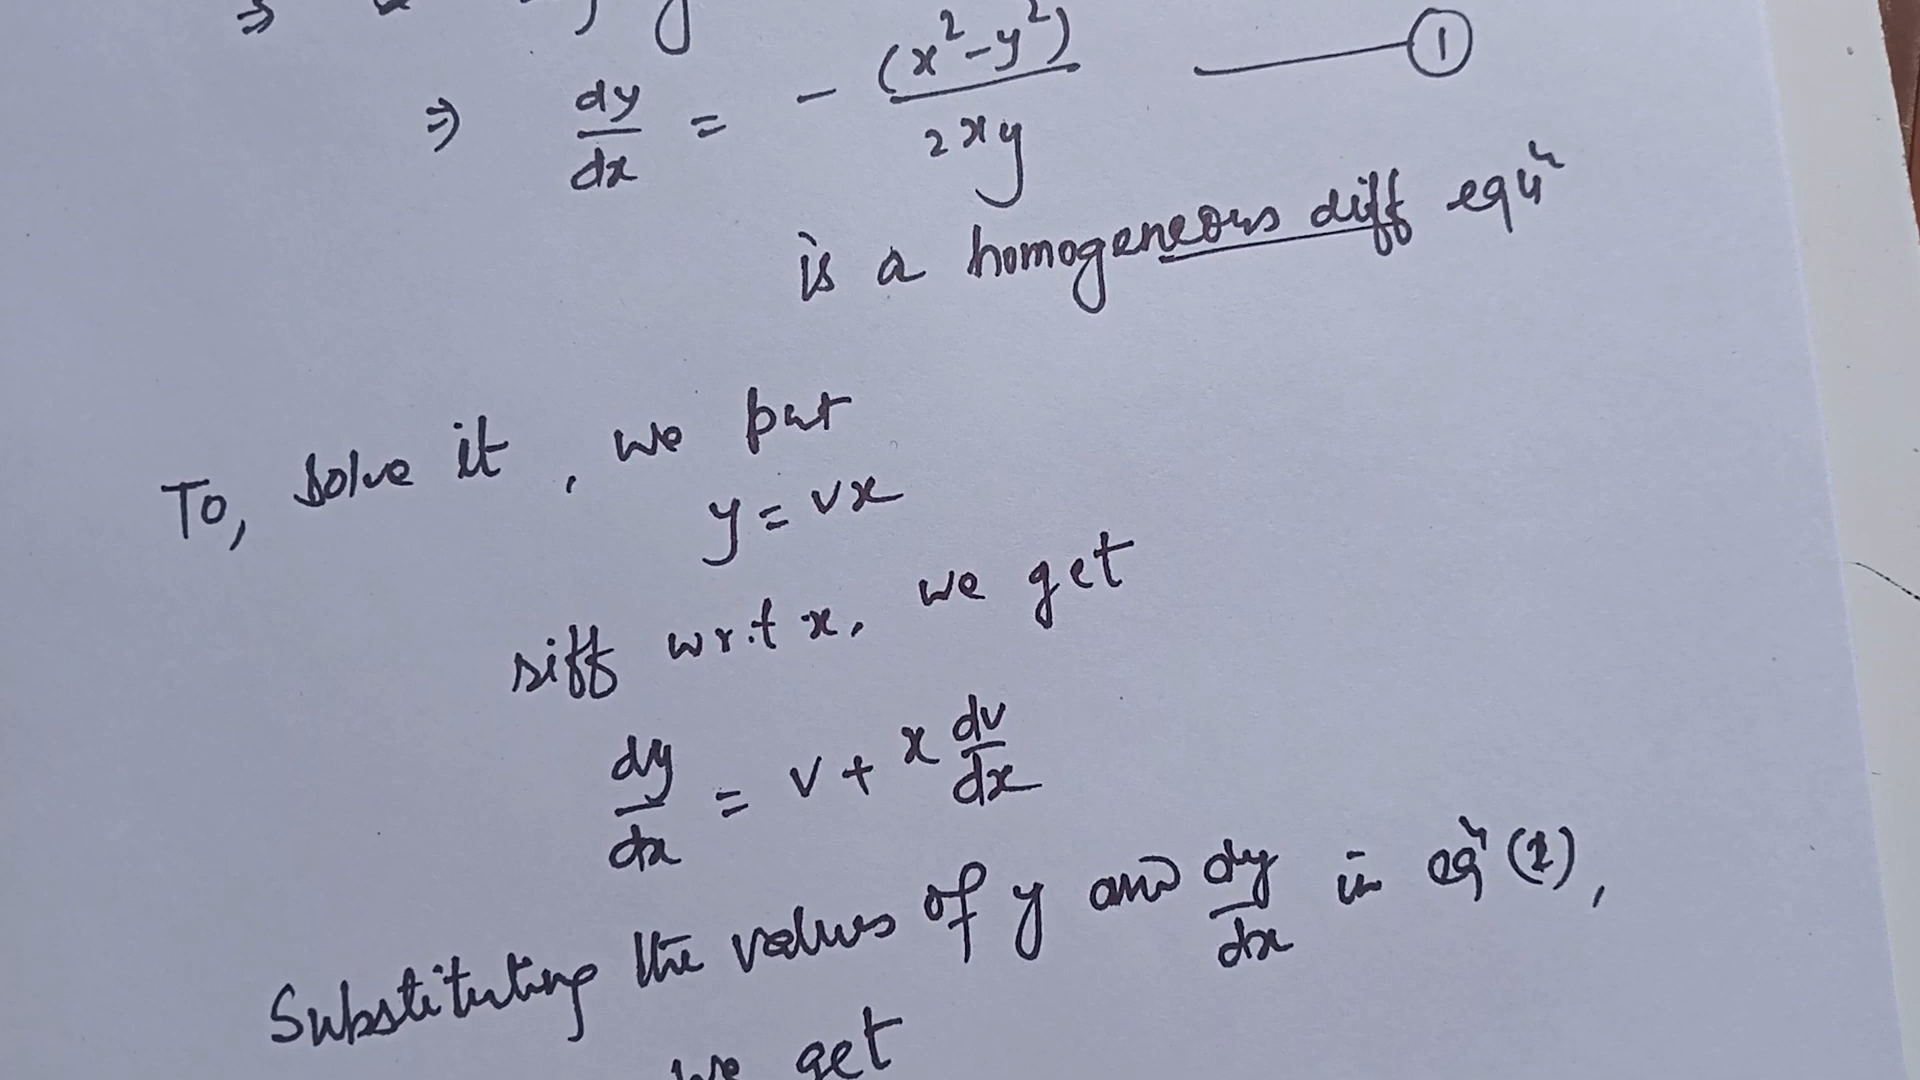 ⇒ dy/dx = - (x²-y²)/2xy ——— ①
is a homogeneous diff eqⁿ
To, solve it, we put
y = vx
diff w.r.t x, we get
dy/dx = v + x dv/dx
Substituting the values of y and dy/dx in eqⁿ (1),
we get